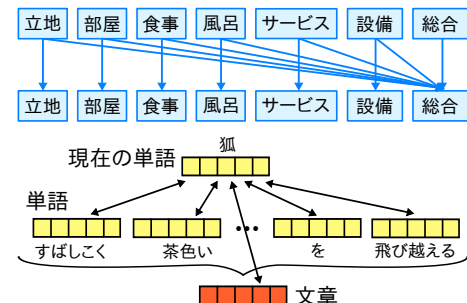 立地 部屋 食事 風呂 サービス 設備 総合
立地 部屋 食事 風呂 サービス 設備 総合
狐
現在の単語
単語
すばしこく 茶色い … を 飛び越える
文章